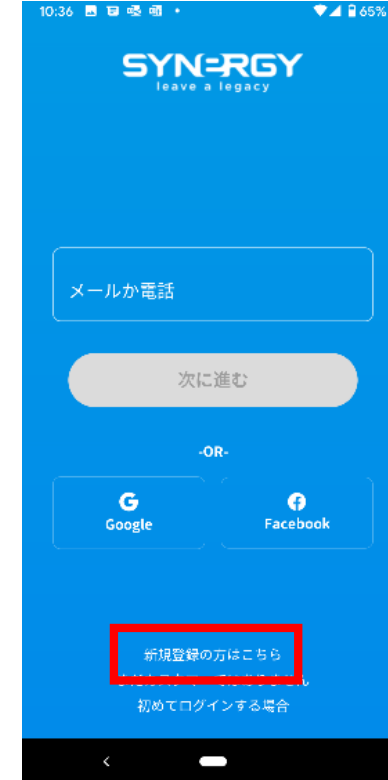 10:36
65%
SYNERGY
leave a legacy
メールか電話
次に進む
-OR-
Google
Facebook
新規登録の方はこちら
初めてログインする場合